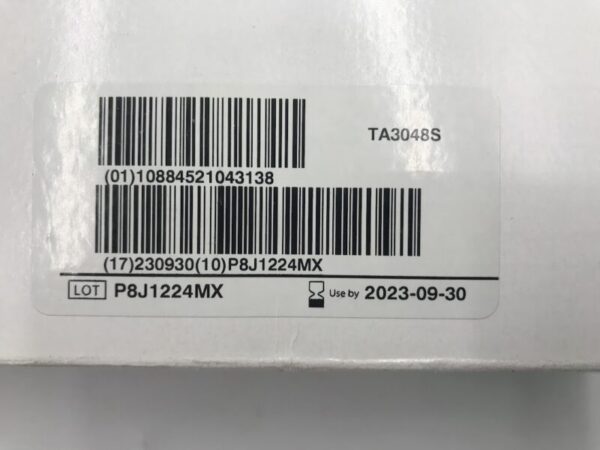 TA3048S
(01)10884521043138
(17)230930(10)P8J1224MX
LOT P8J1224MX Use by 2023-09-30